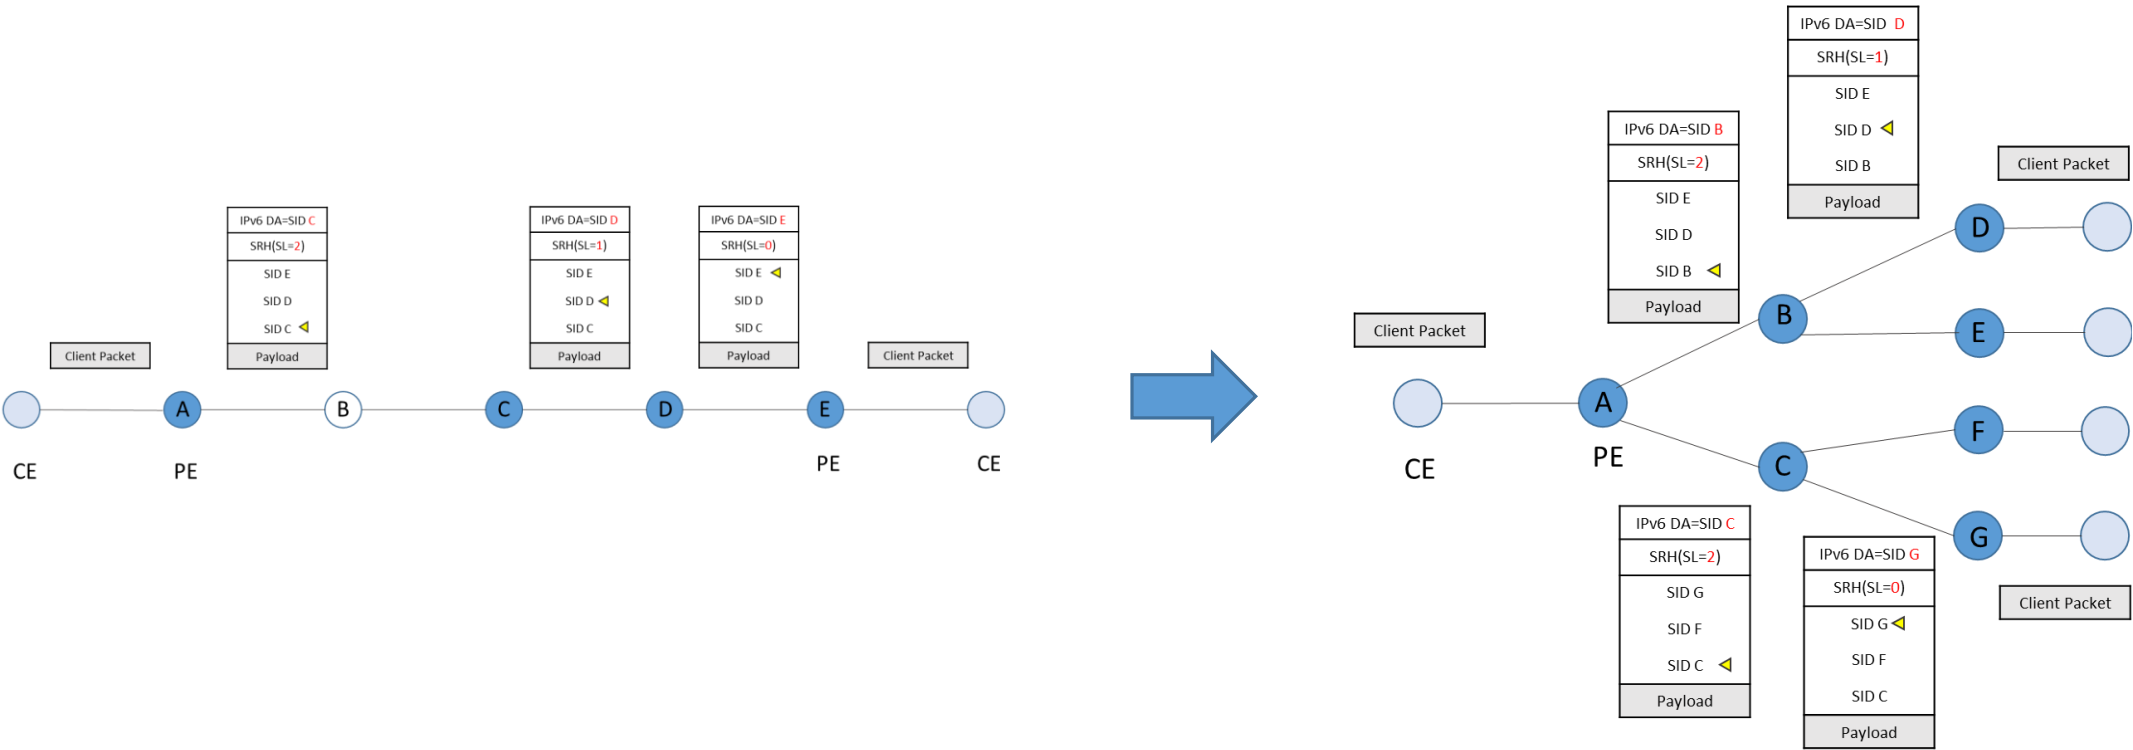 Client Packet
IPv6 DA=SID C
SRH(SL=2)
SID E
SID D
SID C
Payload
IPv6 DA=SID D
SRH(SL=1)
SID E
SID D
SID C
Payload
IPv6 DA=SID E
SRH(SL=0)
SID E
SID D
SID C
Payload
Client Packet
A
B
C
D
E
CE
PE
PE
CE
Client Packet
IPv6 DA=SID B
SRH(SL=2)
SID E
SID D
SID B
Payload
IPv6 DA=SID D
SRH(SL=1)
SID E
SID D
SID B
Payload
Client Packet
D
B
E
A
F
C
G
CE
PE
IPv6 DA=SID C
SRH(SL=2)
SID G
SID F
SID C
Payload
IPv6 DA=SID G
SRH(SL=0)
SID G
SID F
SID C
Payload
Client Packet